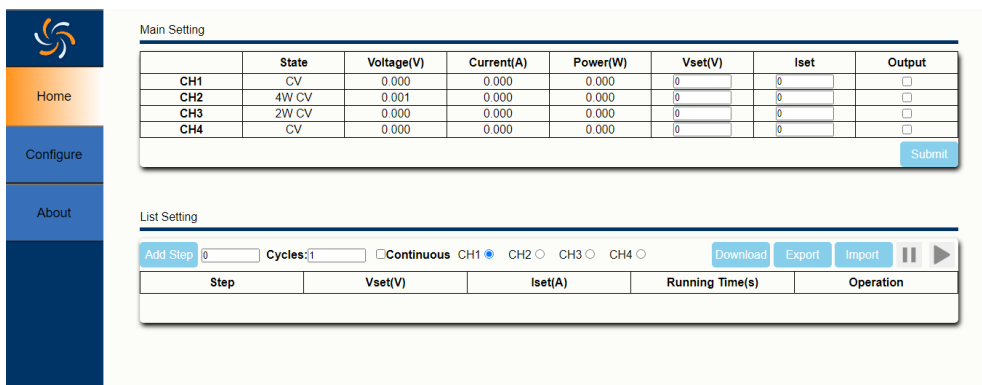 Main Setting
State Voltage(V) Current(A) Power(W) Vset(V) Iset Output
CH1 CV 0.000 0.000 0.000 0 0
CH2 4W CV 0.001 0.000 0.000 0 0
CH3 2W CV 0.000 0.000 0.000 0 0
CH4 CV 0.000 0.000 0.000 0 0
Submit
Home
Configure
About
List Setting
Add Step 0 Cycles: 1 Continuous CH1 CH2 CH3 CH4 Download Export Import
Step Vset(V) Iset(A) Running Time(s) Operation